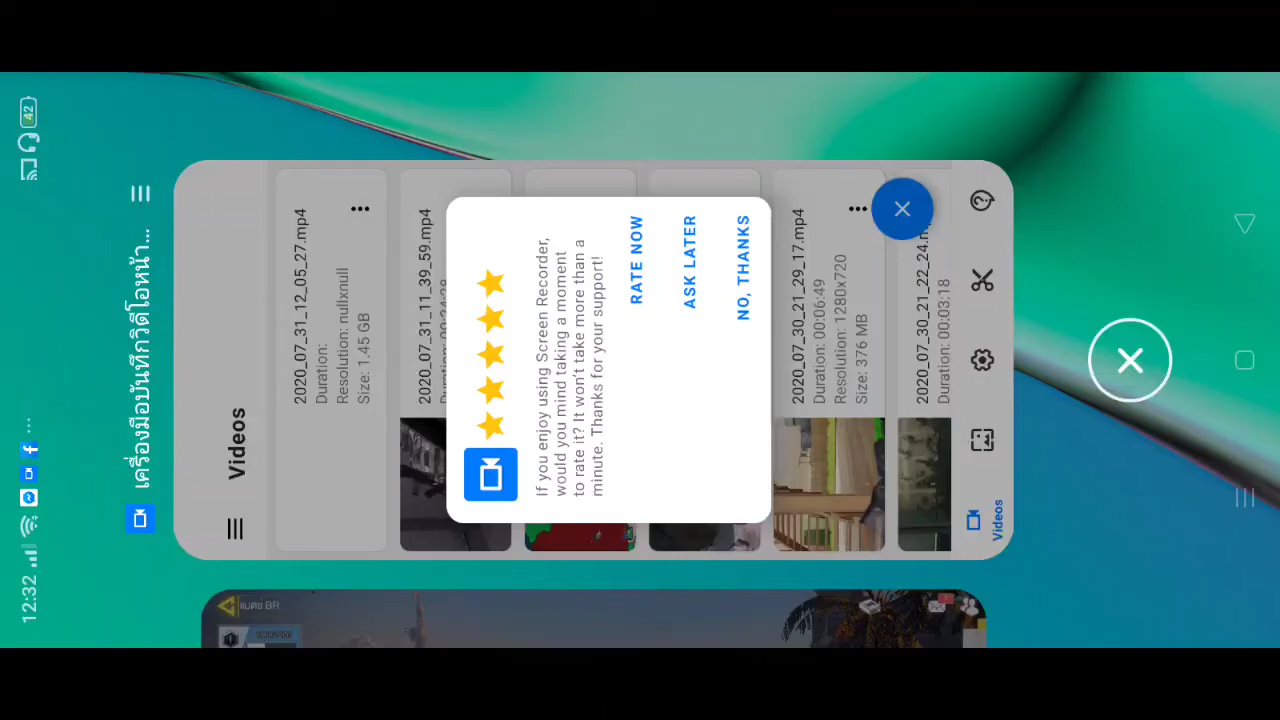 12:32
42
เครื่องมือบันทึกวิดีโอหน้า...
Videos
2020_07_31_12_05_27.mp4
Duration:
Resolution: nullxnull
Size: 1.45 GB
2020_07_31_11_39_59.mp4
If you enjoy using Screen Recorder,
would you mind taking a moment
to rate it? It won't take more than a
minute. Thanks for your support!
RATE NOW
ASK LATER
NO, THANKS
2020_07_30_21_29_17.mp4
Duration: 00:06:49
Resolution: 1280x720
Size: 376 MB
2020_07_30_21_22_24.m
Duration: 00:03:18
Videos
BR